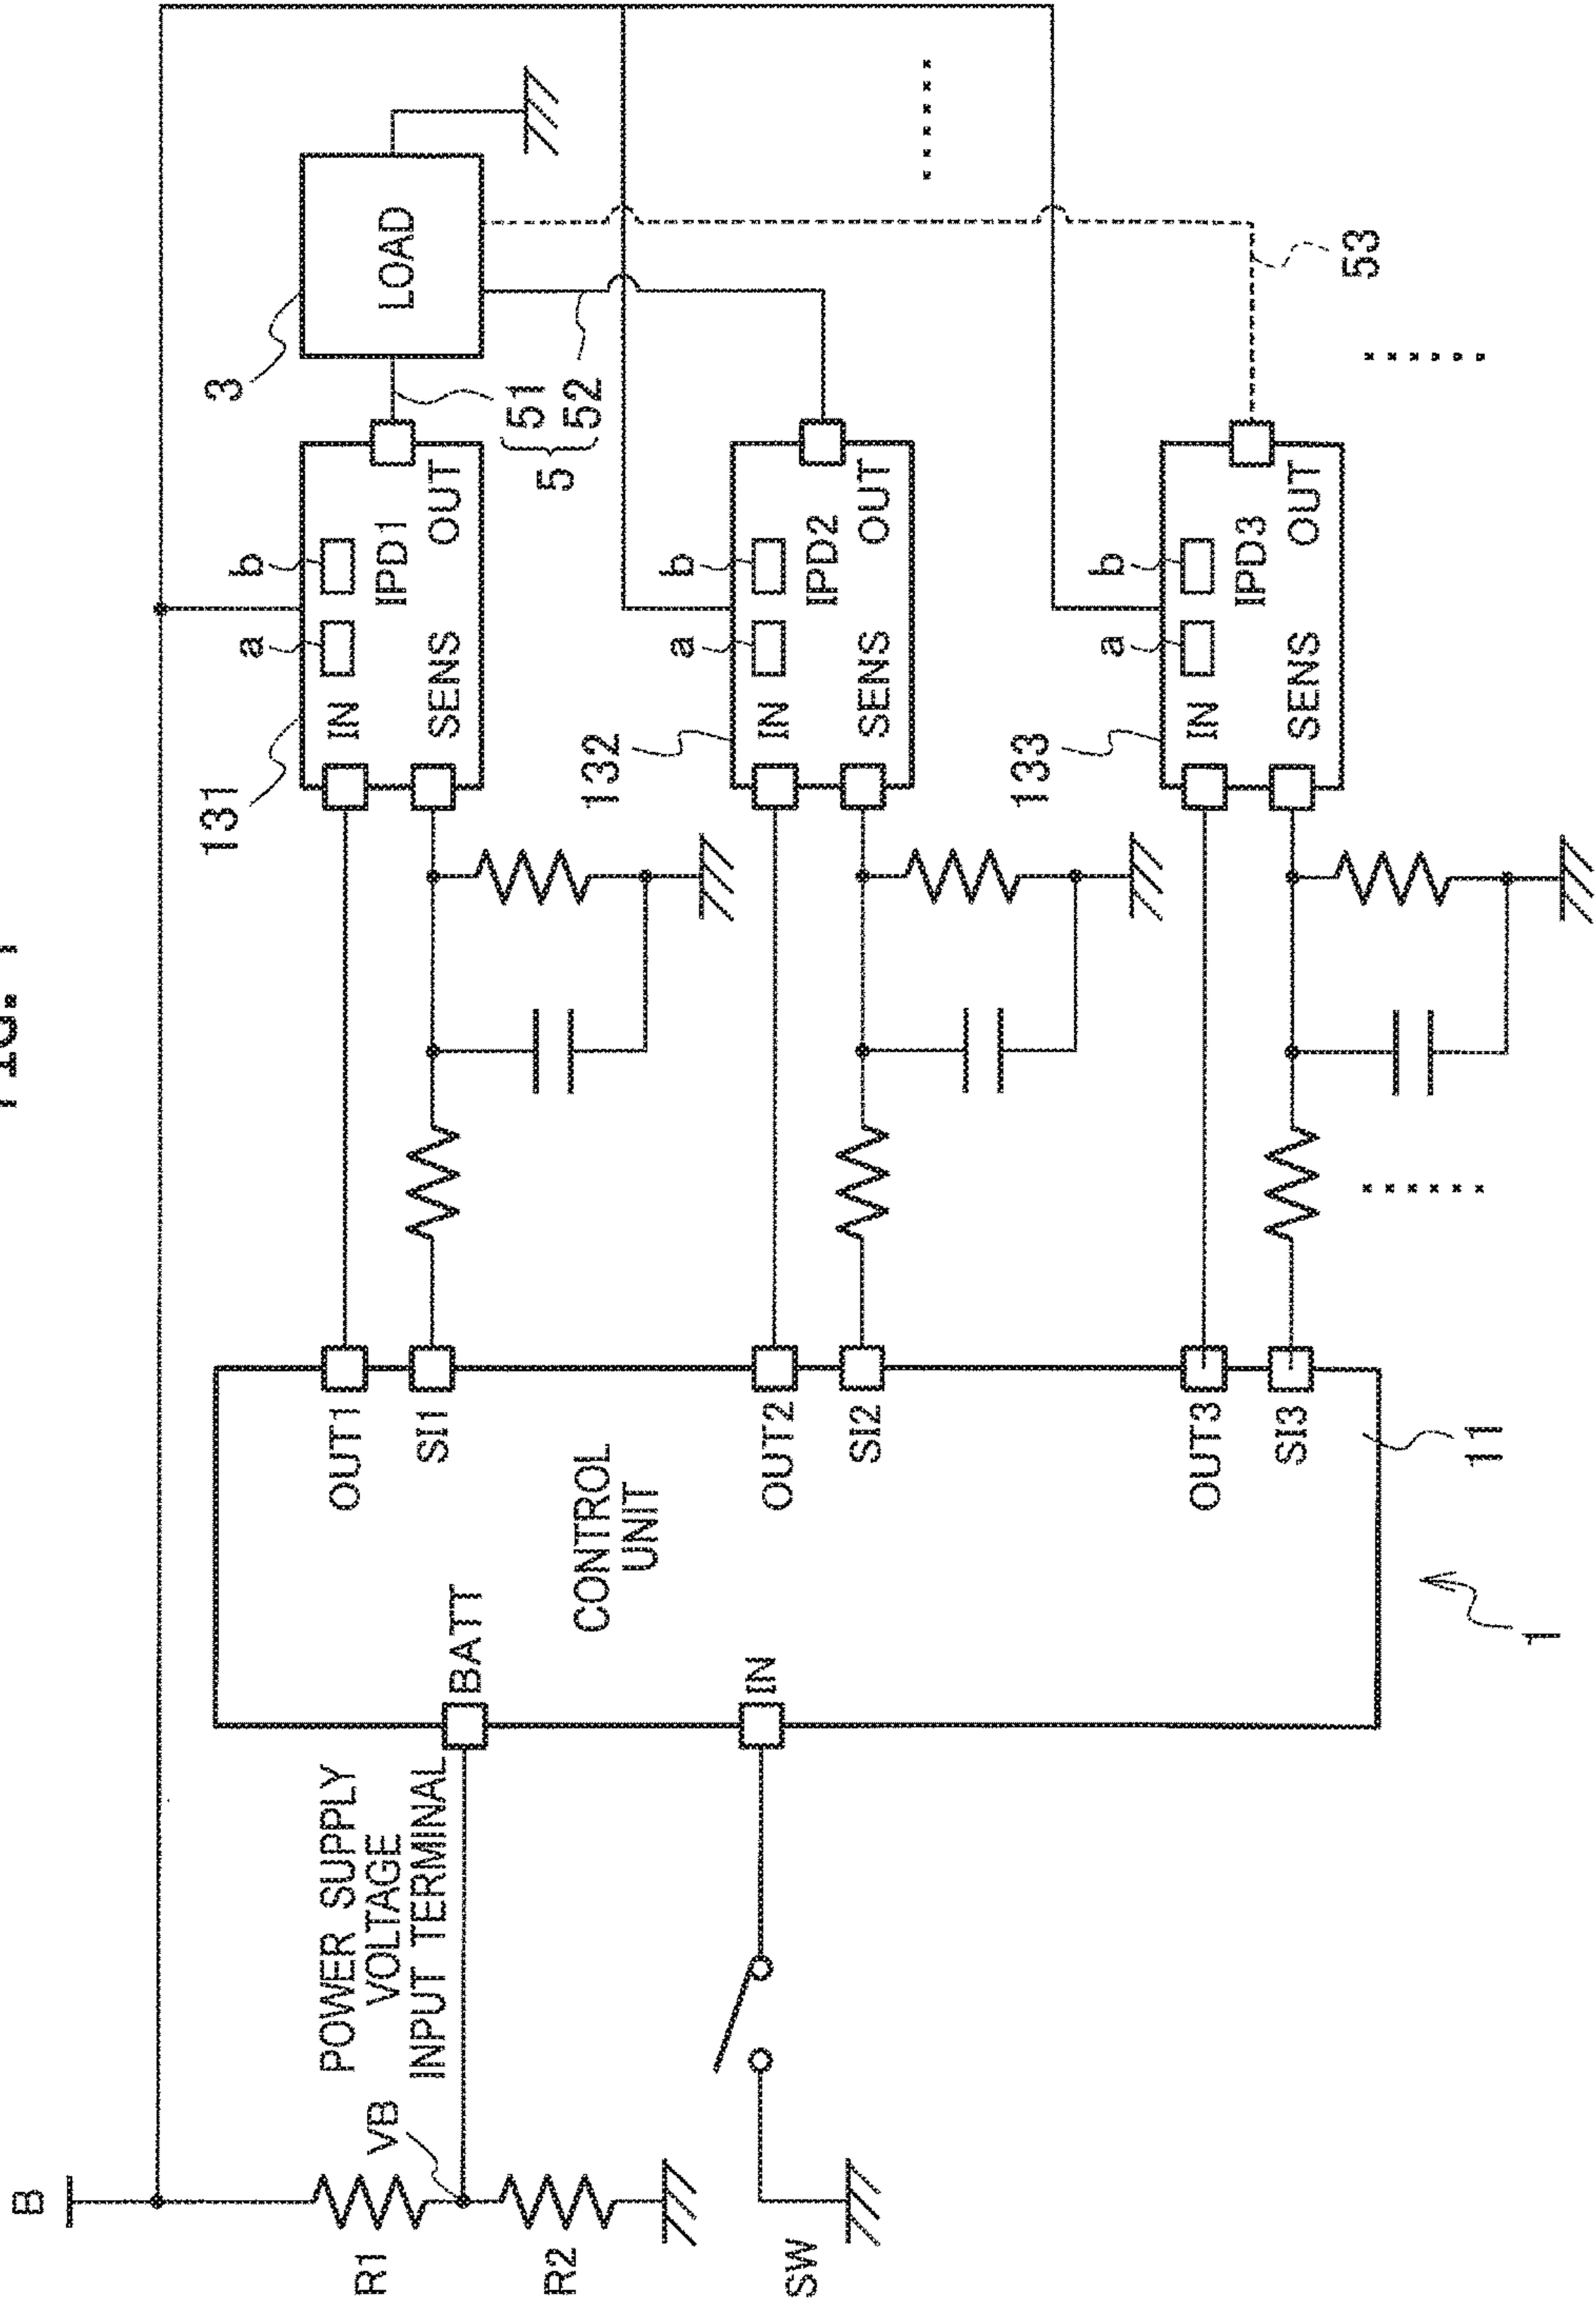 FIG. 1
B
R1
VB
R2
SW
POWER SUPPLY
VOLTAGE
INPUT TERMINAL
BATT
IN
CONTROL
UNIT
OUT1
SI1
OUT2
SI2
OUT3
SI3
11
1
131
IN
a
b
IPD1
SENS
OUT
3
LOAD
51
5
52
132
IN
a
b
IPD2
SENS
OUT
133
IN
a
b
IPD3
SENS
OUT
53